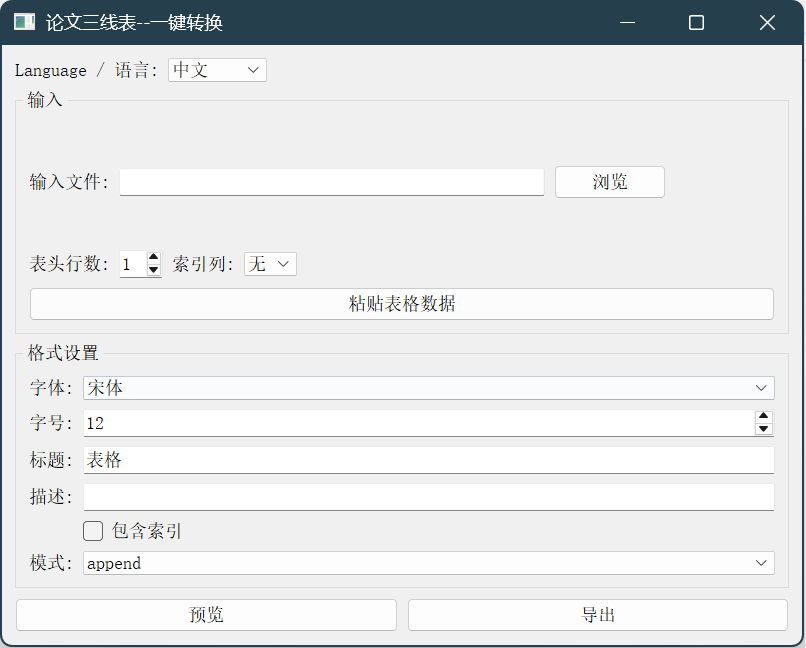 论文三线表--一键转换
Language / 语言: 中文
输入
输入文件: 浏览
表头行数: 1 索引列: 无
粘贴表格数据
格式设置
字体: 宋体
字号: 12
标题: 表格
描述:
包含索引
模式: append
预览 导出